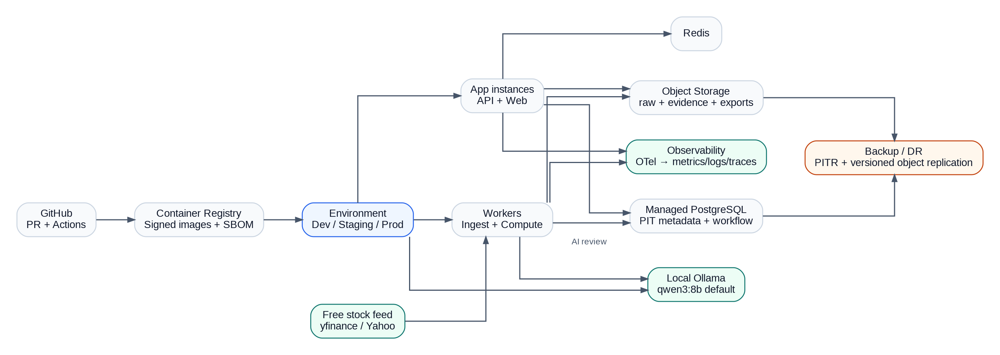 Redis
App instances
API + Web
Object Storage
raw + evidence + exports
Observability
OTel → metrics/logs/traces
Backup / DR
PITR + versioned object replication
GitHub
PR + Actions
Container Registry
Signed images + SBOM
Environment
Dev / Staging / Prod
Workers
Ingest + Compute
Managed PostgreSQL
PIT metadata + workflow
AI review
Local Ollama
qwen3:8b default
Free stock feed
yfinance / Yahoo